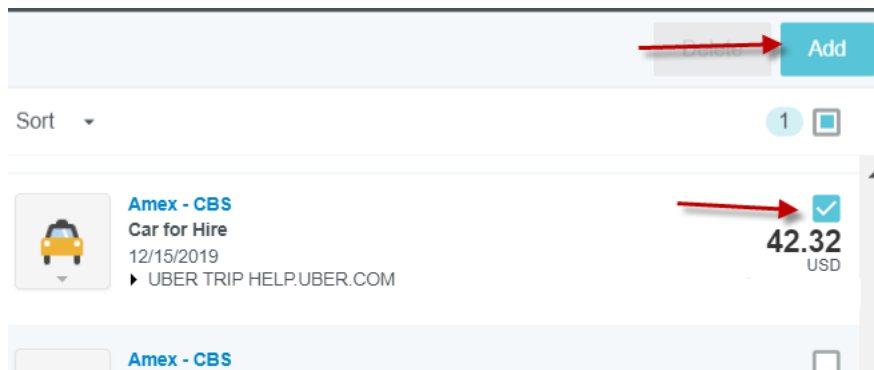 Delete Add
Sort 1
Amex - CBS
Car for Hire
12/15/2019
UBER TRIP HELP.UBER.COM
42.32
USD
Amex - CBS